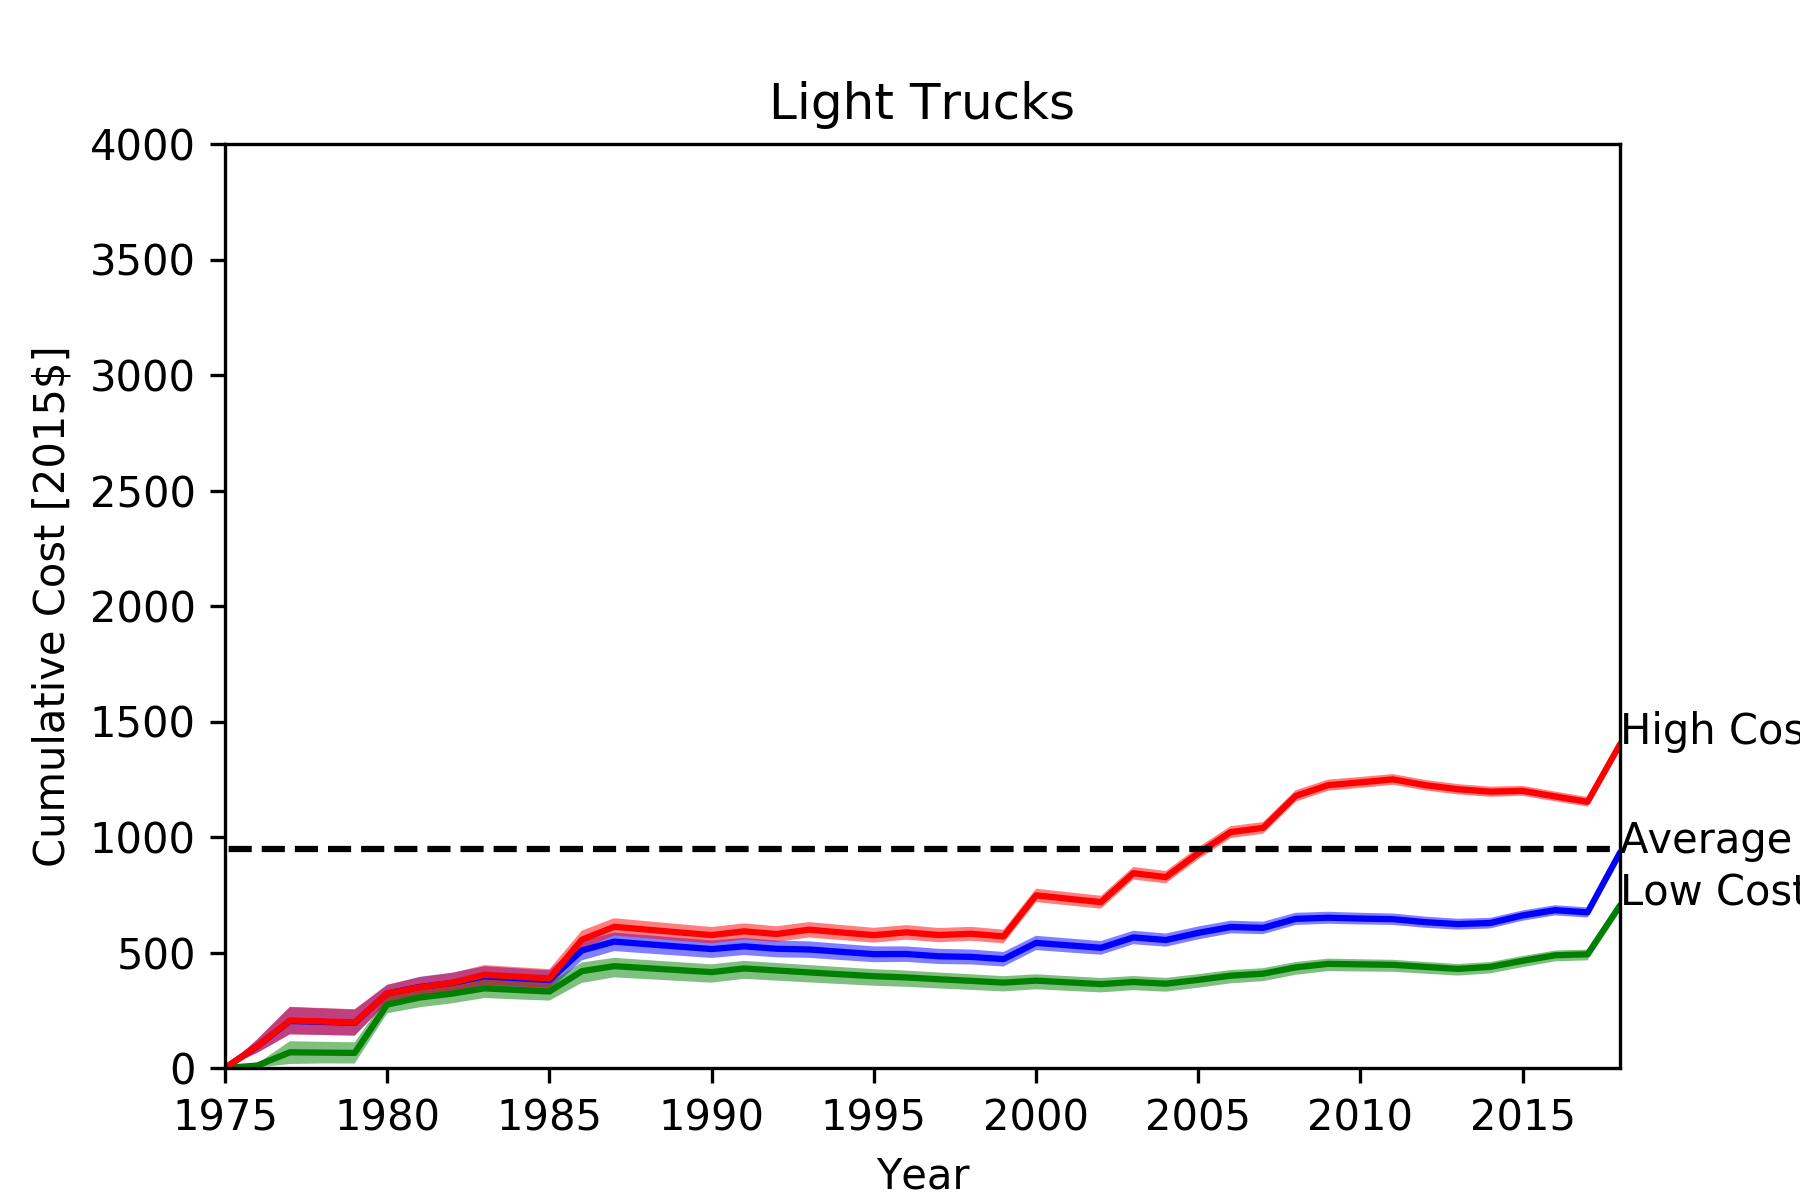 Light Trucks
4000
3500
3000
2500
2000
1500
1000
500
0
Cumulative Cost [2015$]
High Cos
Average
Low Cost
1975 1980 1985 1990 1995 2000 2005 2010 2015
Year